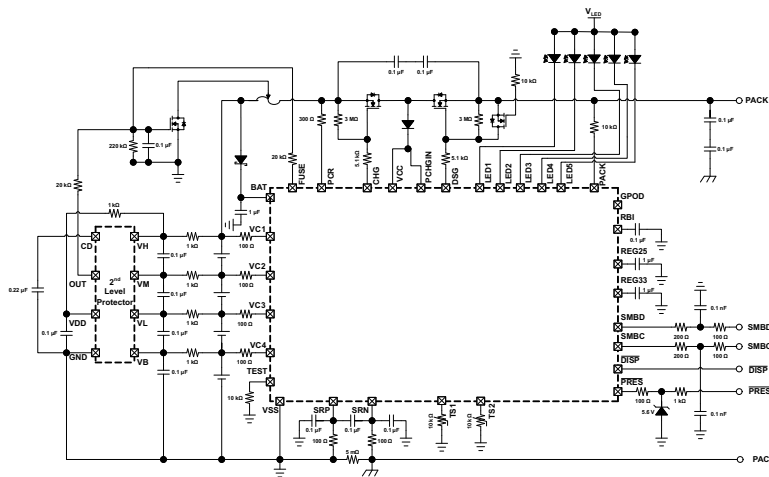 V LED
0.1 µF
0.1 µF
10 kΩ
PACK
300 Ω
3 MΩ
3 MΩ
10 kΩ
0.1 µF
0.1 µF
220 kΩ
0.1 µF
20 kΩ
5.1 kΩ
5.1 kΩ
20 kΩ
FUSE
PCR
CHG
VCC
PCHGIN
DSG
LED1
LED2
LED3
LED4
LED5
PACK
BAT
1 µF
GPOD
RBI
0.1 µF
1 kΩ
CD
VH
0.1 µF
1 kΩ
VC1
100 Ω
REG25
1 µF
2nd
Level
Protector
OUT
VM
0.1 µF
1 kΩ
VC2
100 Ω
REG33
1 µF
0.22 µF
0.1 µF
VDD
VL
0.1 µF
1 kΩ
VC3
100 Ω
0.1 nF
SMBD
200 Ω
100 Ω
SMBD
GND
VB
0.1 µF
1 kΩ
VC4
100 Ω
SMBC
200 Ω
100 Ω
SMBC
TEST
10 kΩ
DISP
DISP
PRES
100 Ω
1 kΩ
PRES
5.6 V
0.1 nF
VSS
SRP
SRN
0.1 µF
0.1 µF
0.1 µF
100 Ω
100 Ω
5 mΩ
TS1
10 kΩ
TS2
10 kΩ
PAC